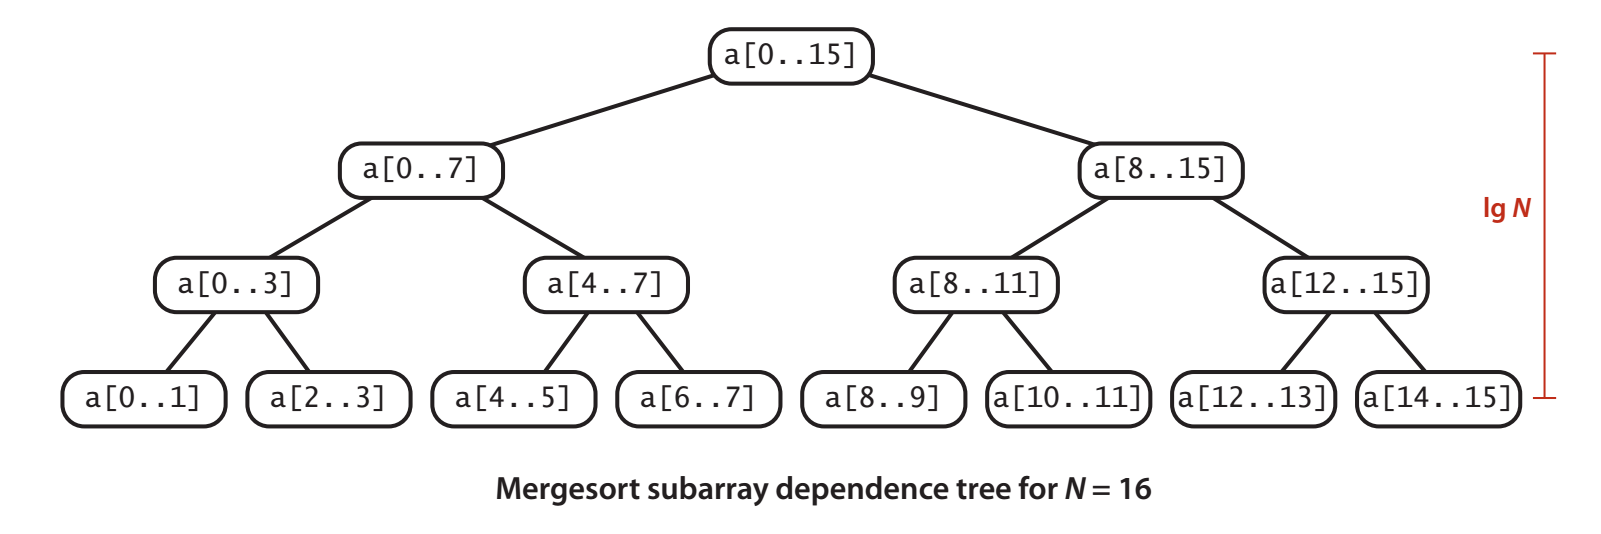 a[0..15]
a[0..7]
a[8..15]
lg N
a[0..3]
a[4..7]
a[8..11]
a[12..15]
a[0..1]
a[2..3]
a[4..5]
a[6..7]
a[8..9]
a[10..11]
a[12..13]
a[14..15]
Mergesort subarray dependence tree for N = 16